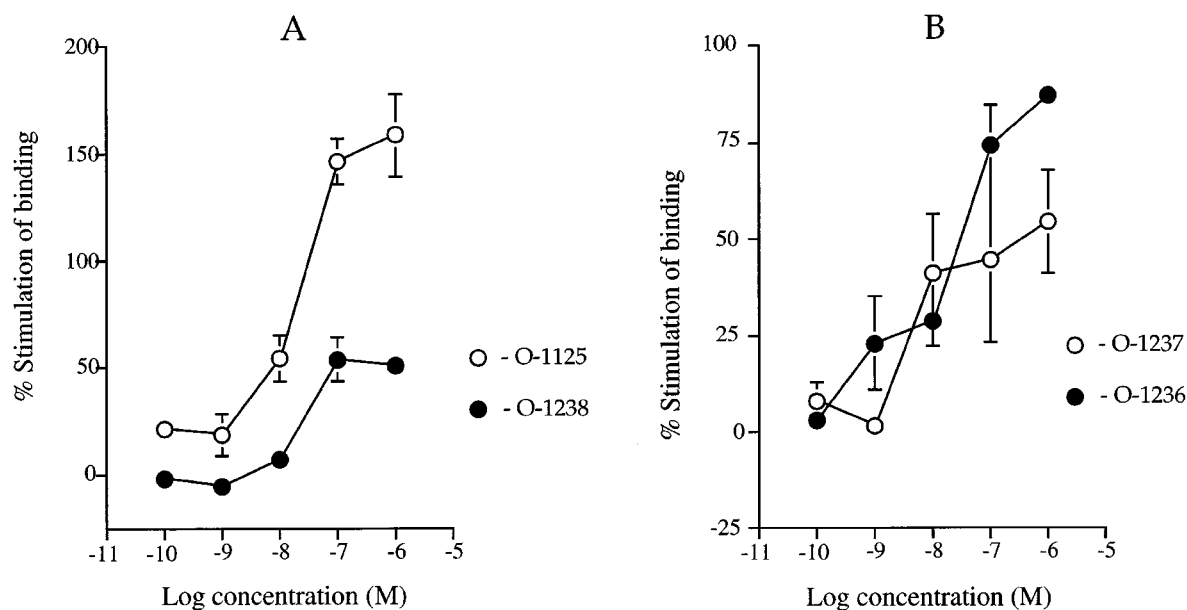 A
200
150
100
50
0
% Stimulation of binding
-11 -10 -9 -8 -7 -6 -5
Log concentration (M)
- O-1125
- O-1238
B
100
75
50
25
0
-25
% Stimulation of binding
-11 -10 -9 -8 -7 -6 -5
Log concentration (M)
- O-1237
- O-1236